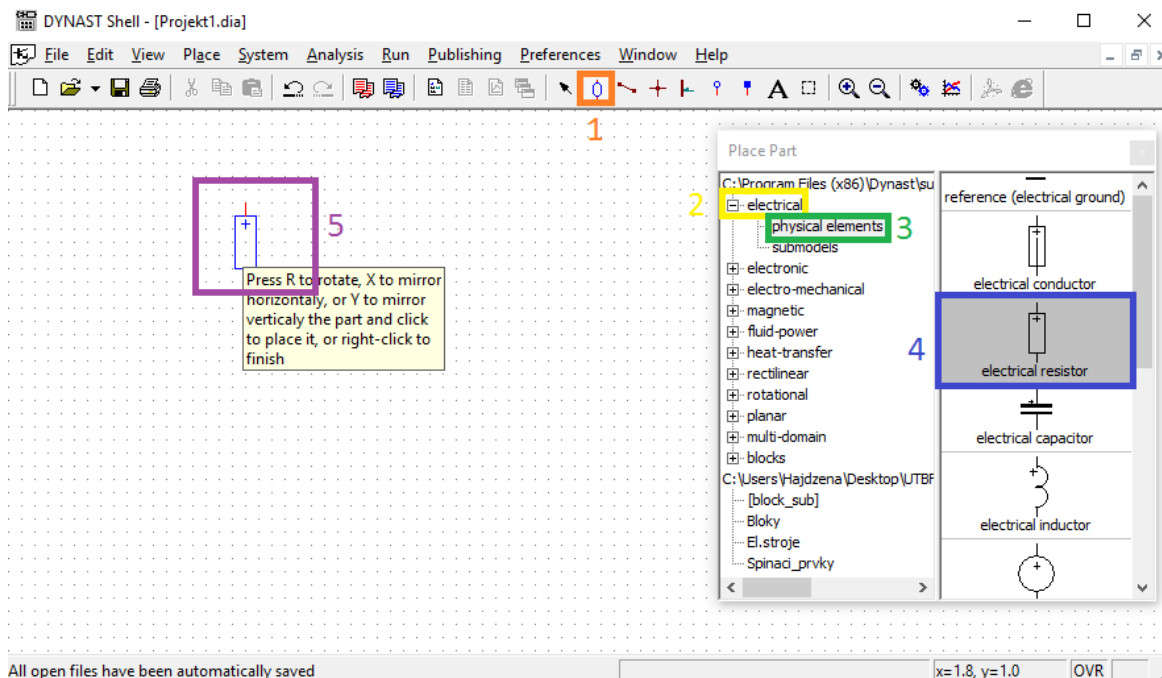 DYNAST Shell - [Projekt1.dia]
File Edit View Place System Analysis Run Publishing Preferences Window Help
A
1
Place Part
C:\Program Files (x86)\Dynast\su
2
electrical
physical elements
3
submodels
electronic
electro-mechanical
magnetic
fluid-power
heat-transfer
rectilinear
rotational
planar
multi-domain
blocks
C:\Users\Hajdzena\Desktop\UTBF
[block_sub]
Bloky
El.stroje
Spinaci_prvky
reference (electrical ground)
electrical conductor
4
electrical resistor
electrical capacitor
electrical inductor
5
Press R to rotate, X to mirror
horizontaly, or Y to mirror
verticaly the part and click
to place it, or right-click to
finish
All open files have been automatically saved
x=1.8, y=1.0
OVR